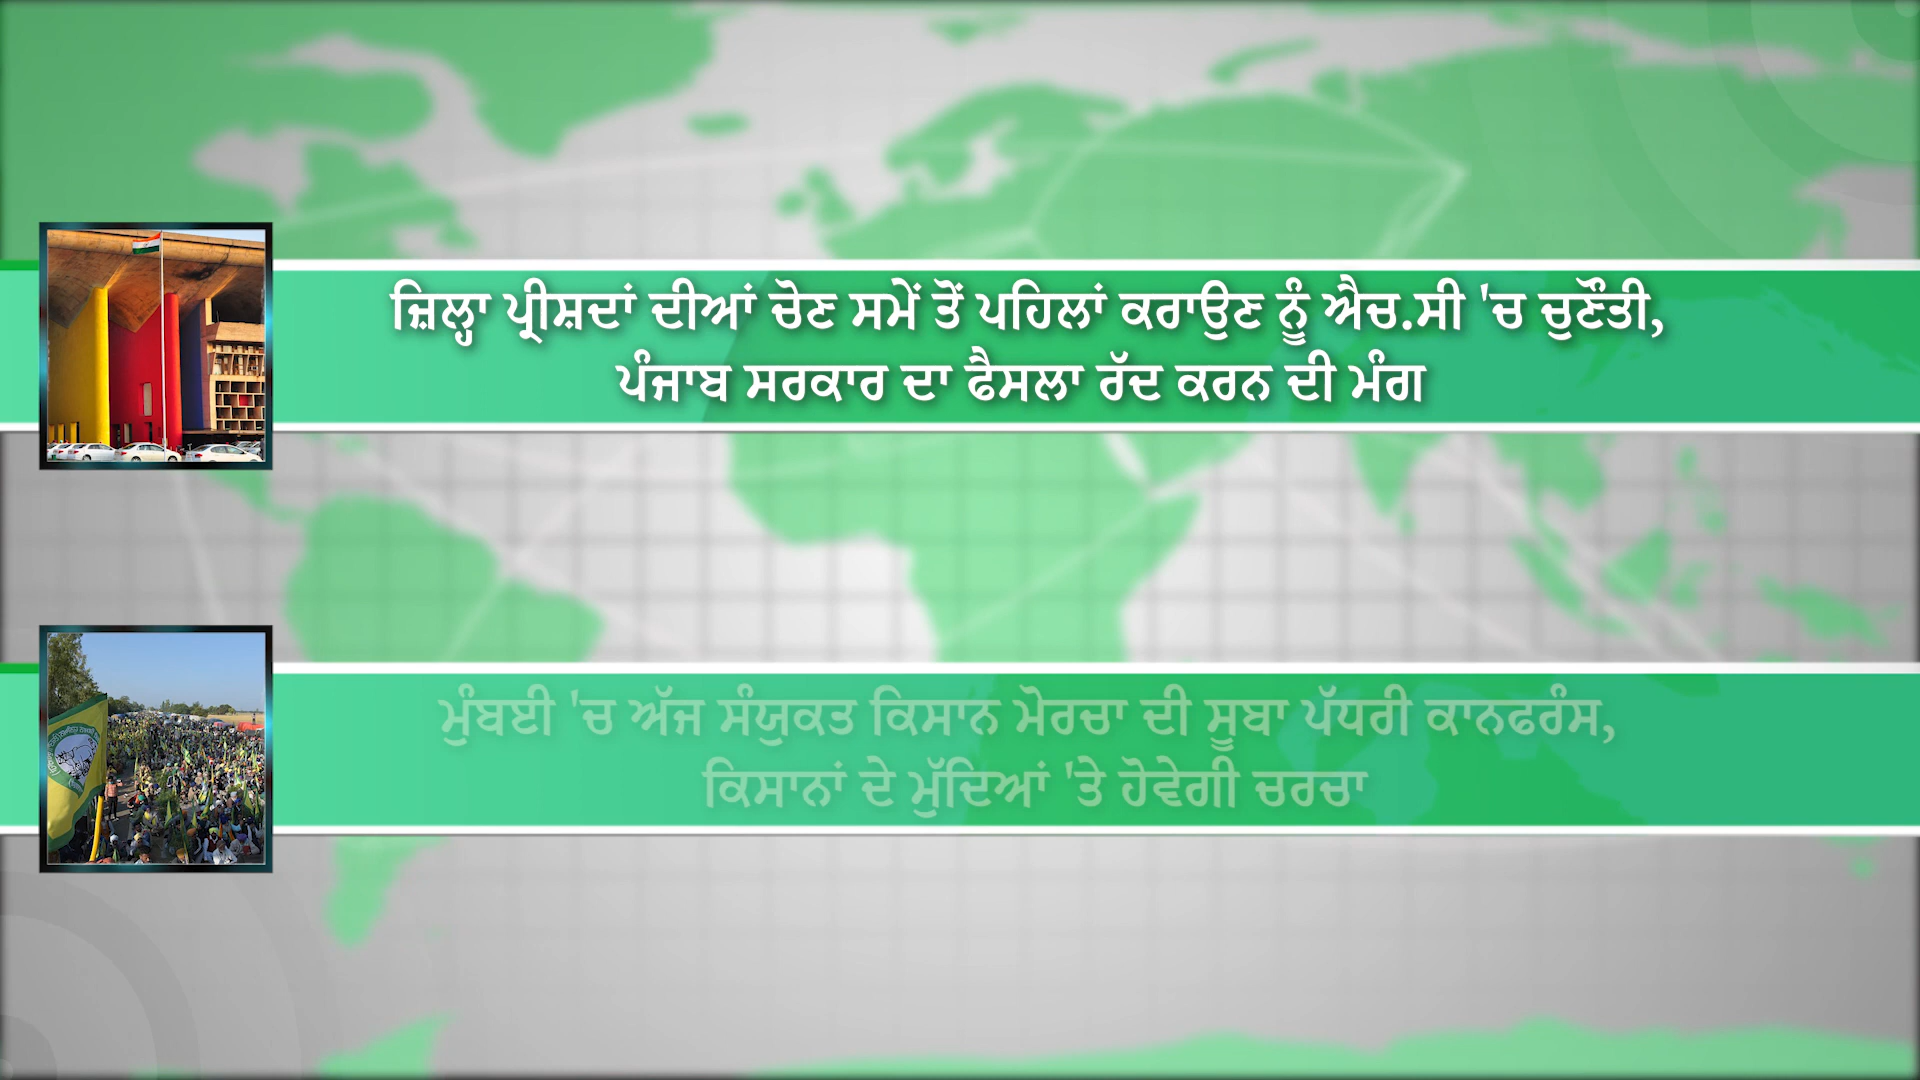 ਜ਼ਿਲ੍ਹਾ ਪ੍ਰੀਸ਼ਦਾਂ ਦੀਆਂ ਚੋਣ ਸਮੇਂ ਤੋਂ ਪਹਿਲਾਂ ਕਰਾਉਣ ਨੂੰ ਐਚ.ਸੀ 'ਚ ਚੁਣੌਤੀ,
ਪੰਜਾਬ ਸਰਕਾਰ ਦਾ ਫੈਸਲਾ ਰੱਦ ਕਰਨ ਦੀ ਮੰਗ
ਮੁੰਬਈ 'ਚ ਅੱਜ ਸੰਯੁਕਤ ਕਿਸਾਨ ਮੋਰਚਾ ਦੀ ਸੂਬਾ ਪੱਧਰੀ ਕਾਨਫਰੰਸ,
ਕਿਸਾਨਾਂ ਦੇ ਮੁੱਦਿਆਂ 'ਤੇ ਹੋਵੇਗੀ ਚਰਚਾ